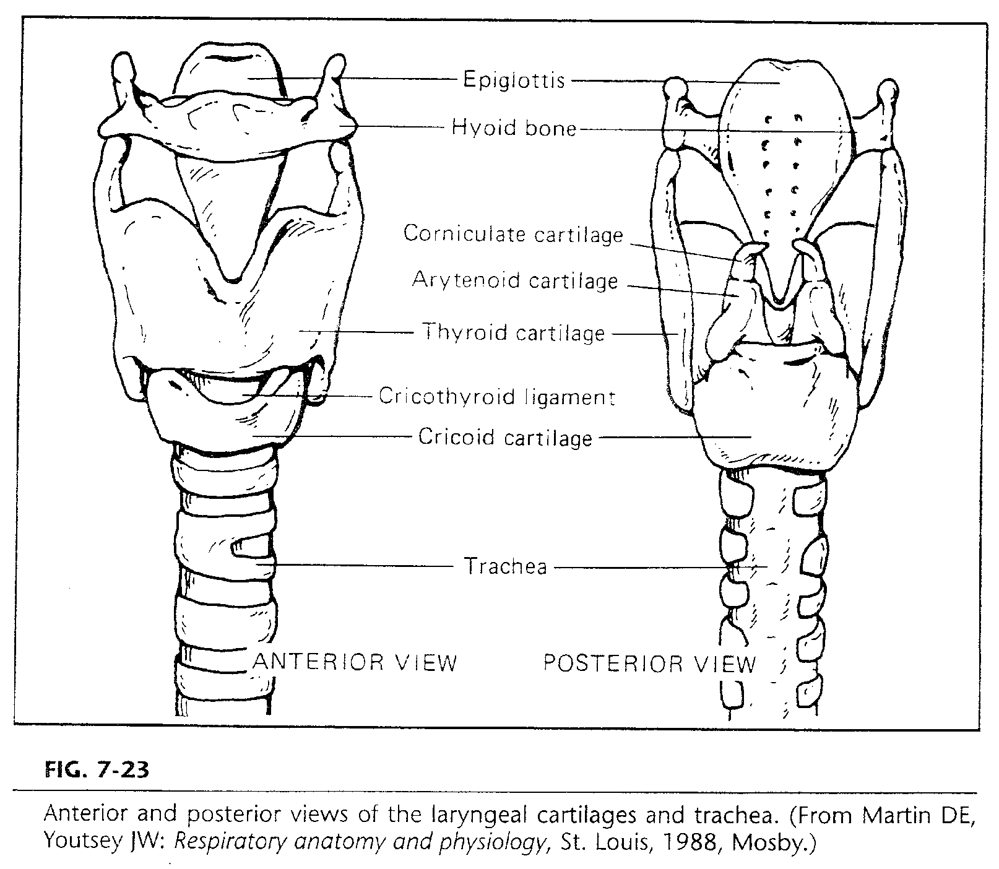 Epiglottis
Hyoid bone
Corniculate cartilage
Arytenoid cartilage
Thyroid cartilage
Cricothyroid ligament
Cricoid cartilage
Trachea
ANTERIOR VIEW
POSTERIOR VIEW
FIG. 7-23
Anterior and posterior views of the laryngeal cartilages and trachea. (From Martin DE,
Youtsey JW: Respiratory anatomy and physiology, St. Louis, 1988, Mosby.)